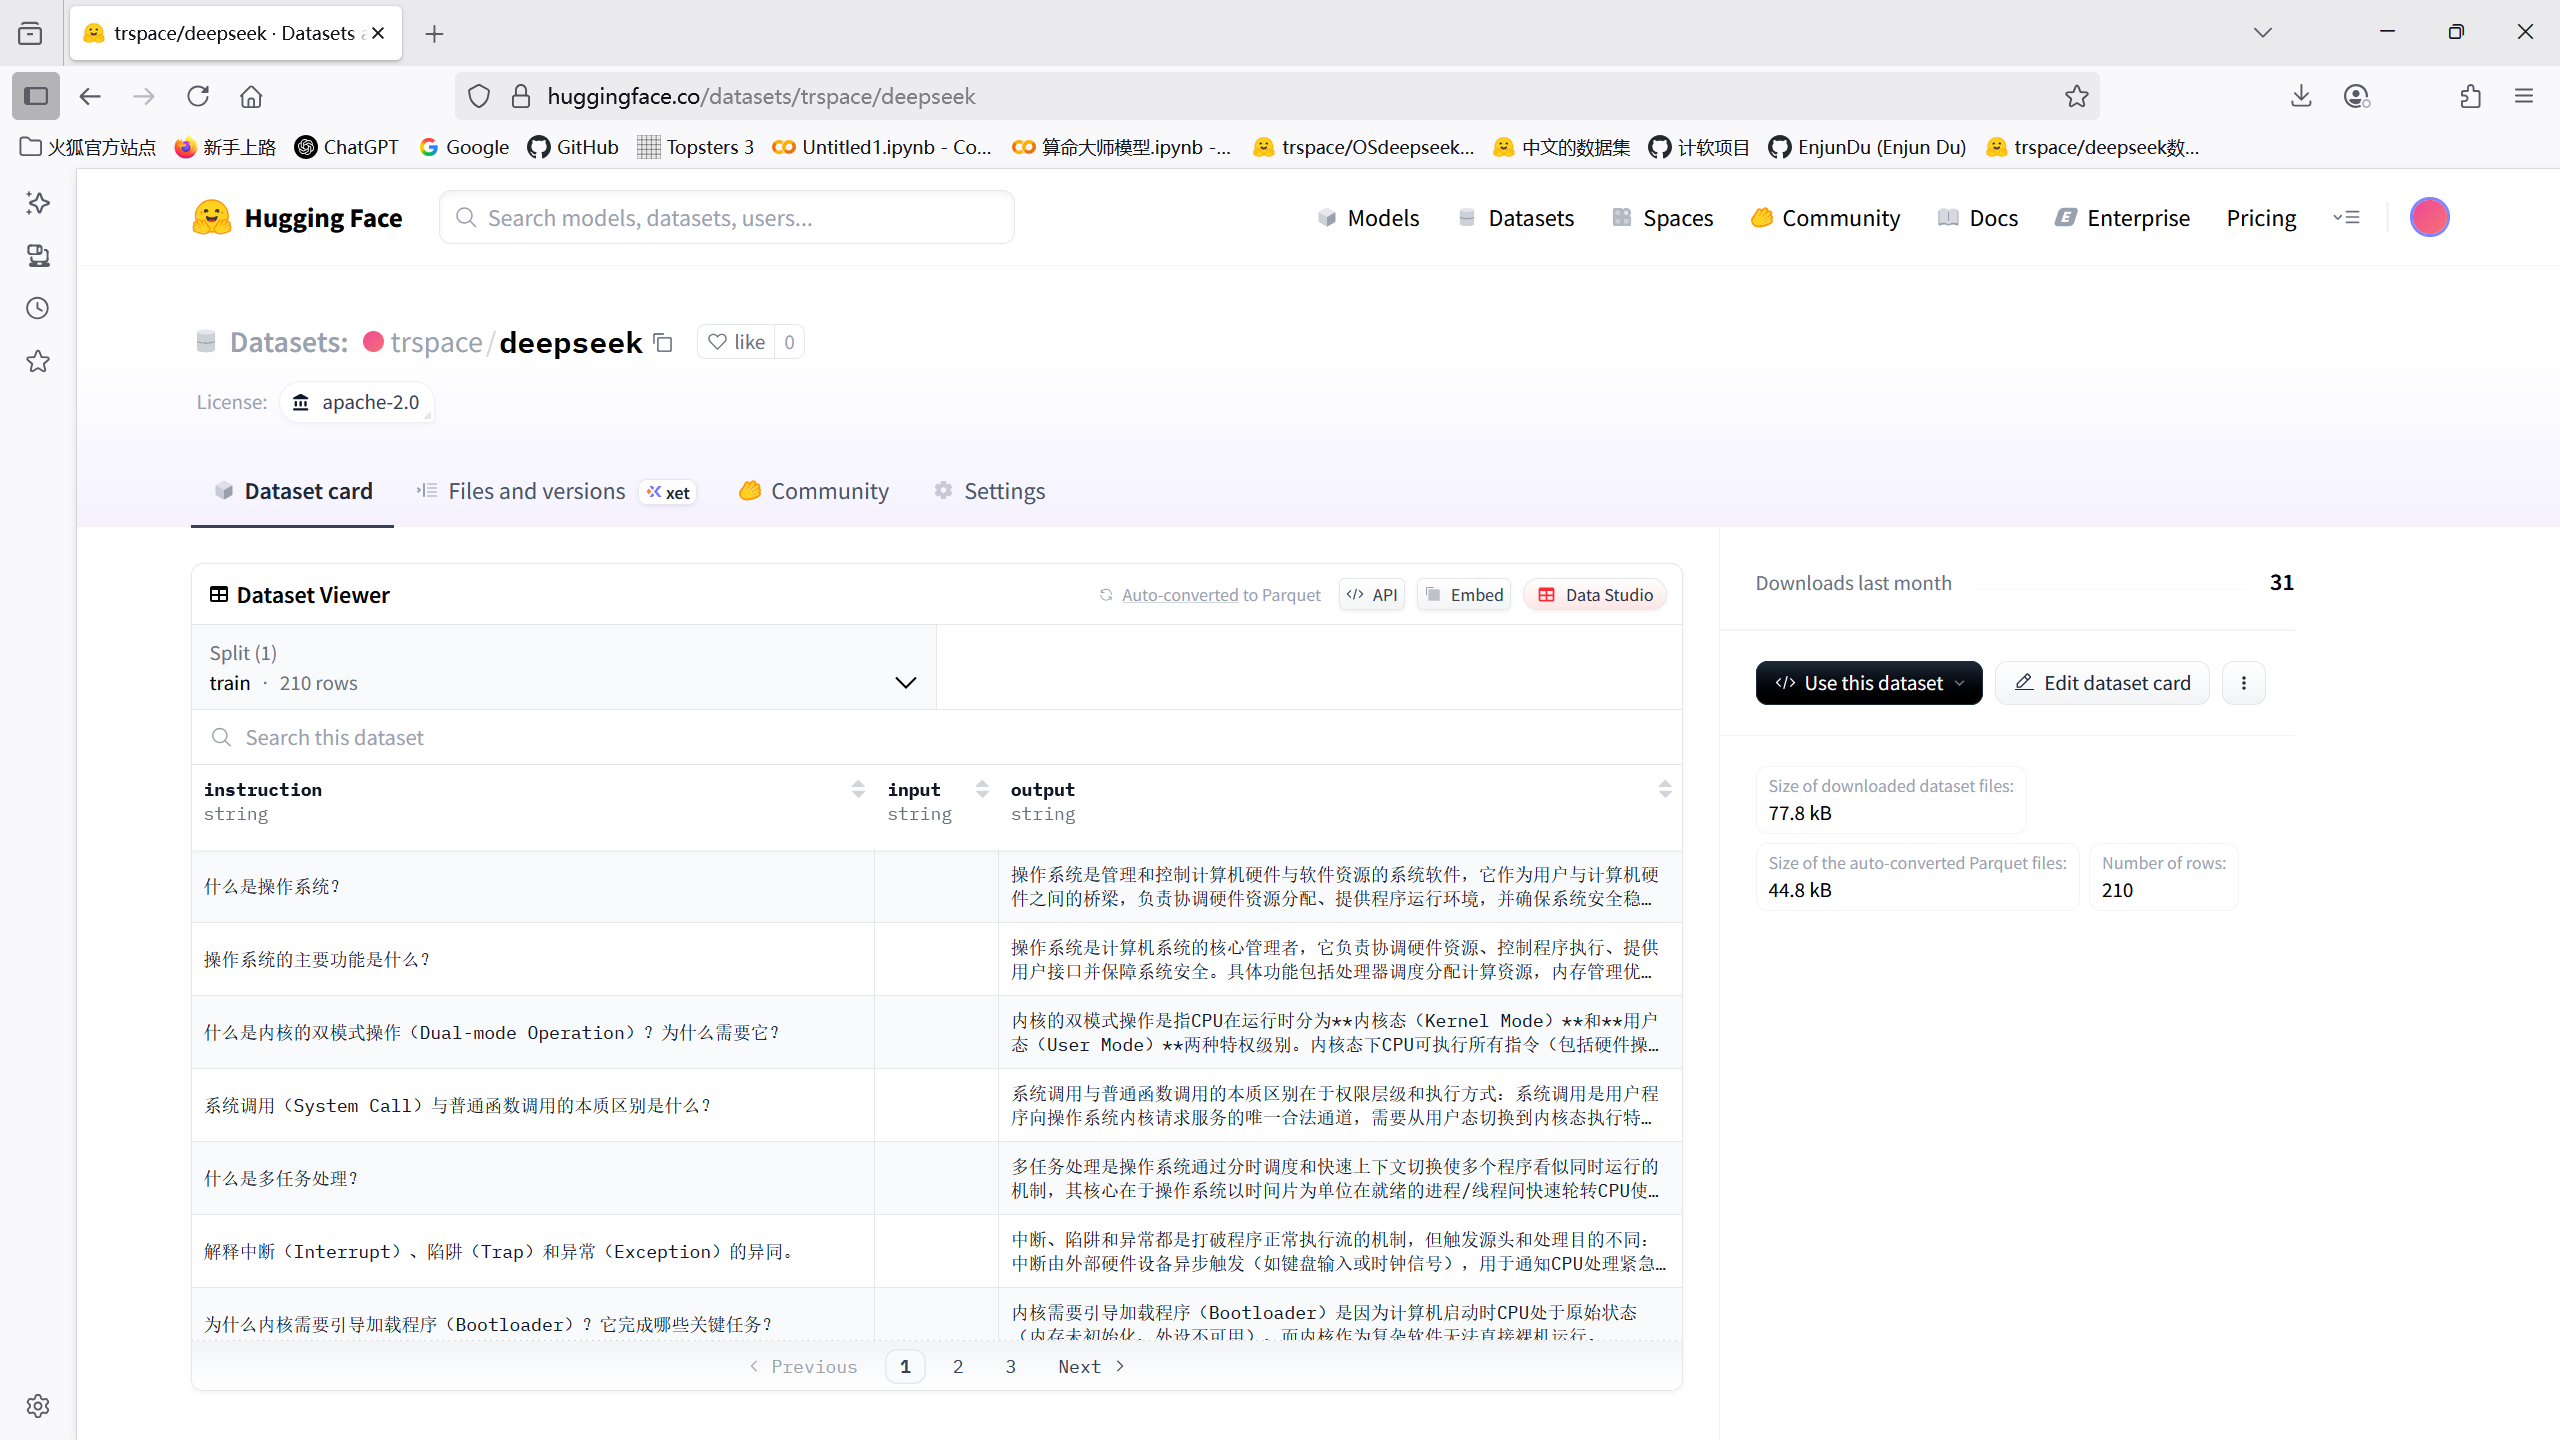 trspace/deepseek · Datasets
huggingface.co/datasets/trspace/deepseek
火狐官方站点 新手上路 ChatGPT Google GitHub Topsters 3 Untitled1.ipynb - Co... 算命大师模型.ipynb -... trspace/OSdeepseek... 中文的数据集 计软项目 EnjunDu (Enjun Du) trspace/deepseek数...
Hugging Face Search models, datasets, users... Models Datasets Spaces Community Docs Enterprise Pricing
Datasets: trspace/deepseek like 0
License: apache-2.0
Dataset card Files and versions xet Community Settings
Dataset Viewer Auto-converted to Parquet API Embed Data Studio
Split (1)
train · 210 rows
Search this dataset
instruction input output
string string string
什么是操作系统？
操作系统是管理和控制计算机硬件与软件资源的系统软件，它作为用户与计算机硬
件之间的桥梁，负责协调硬件资源分配、提供程序运行环境，并确保系统安全稳…
操作系统的主要功能是什么？
操作系统是计算机系统的核心管理者，它负责协调硬件资源、控制程序执行、提供
用户接口并保障系统安全。具体功能包括处理器调度分配计算资源，内存管理优…
什么是内核的双模式操作（Dual-mode Operation）？为什么需要它？
内核的双模式操作是指CPU在运行时分为**内核态（Kernel Mode）**和**用户
态（User Mode）**两种特权级别。内核态下CPU可执行所有指令（包括硬件操…
系统调用（System Call）与普通函数调用的本质区别是什么？
系统调用与普通函数调用的本质区别在于权限层级和执行方式：系统调用是用户程
序向操作系统内核请求服务的唯一合法通道，需要从用户态切换到内核态执行特…
什么是多任务处理？
多任务处理是操作系统通过分时调度和快速上下文切换使多个程序看似同时运行的
机制，其核心在于操作系统以时间片为单位在就绪的进程/线程间快速轮转CPU使…
解释中断（Interrupt）、陷阱（Trap）和异常（Exception）的异同。
中断、陷阱和异常都是打破程序正常执行流的机制，但触发源头和处理目的不同：
中断由外部硬件设备异步触发（如键盘输入或时钟信号），用于通知CPU处理紧急…
为什么内核需要引导加载程序（Bootloader）？它完成哪些关键任务？
内核需要引导加载程序（Bootloader）是因为计算机启动时CPU处于原始状态
（内存未初始化、外设不可用），而内核作为复杂软件无法直接裸机运行。
Previous 1 2 3 Next
Downloads last month 31
Use this dataset Edit dataset card
Size of downloaded dataset files:
77.8 kB
Size of the auto-converted Parquet files: Number of rows:
44.8 kB 210